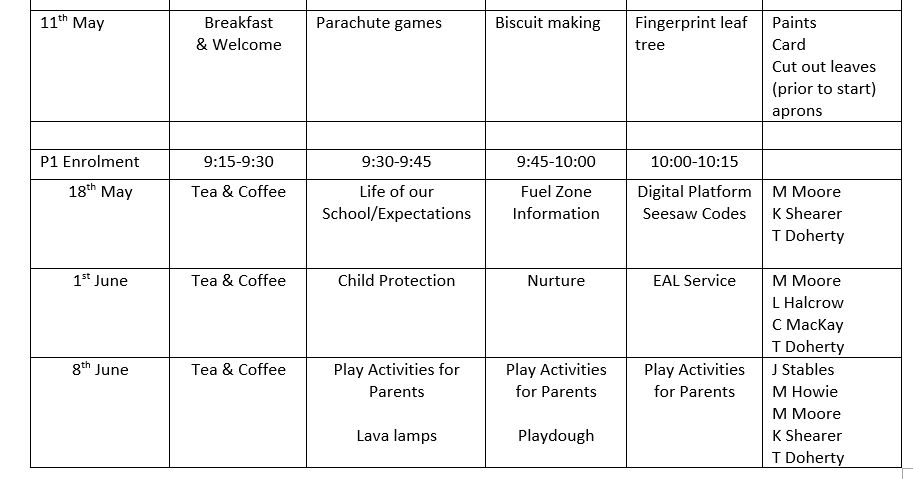 11th May
Breakfast
& Welcome
Parachute games
Biscuit making
Fingerprint leaf
tree
Paints
Card
Cut out leaves
(prior to start)
aprons
P1 Enrolment
9:15-9:30
9:30-9:45
9:45-10:00
10:00-10:15
18th May
Tea & Coffee
Life of our
School/Expectations
Fuel Zone
Information
Digital Platform
Seesaw Codes
M Moore
K Shearer
T Doherty
1st June
Tea & Coffee
Child Protection
Nurture
EAL Service
M Moore
L Halcrow
C MacKay
T Doherty
8th June
Tea & Coffee
Play Activities for
Parents
Lava lamps
Play Activities
for Parents
Playdough
Play Activities
for Parents
J Stables
M Howie
M Moore
K Shearer
T Doherty